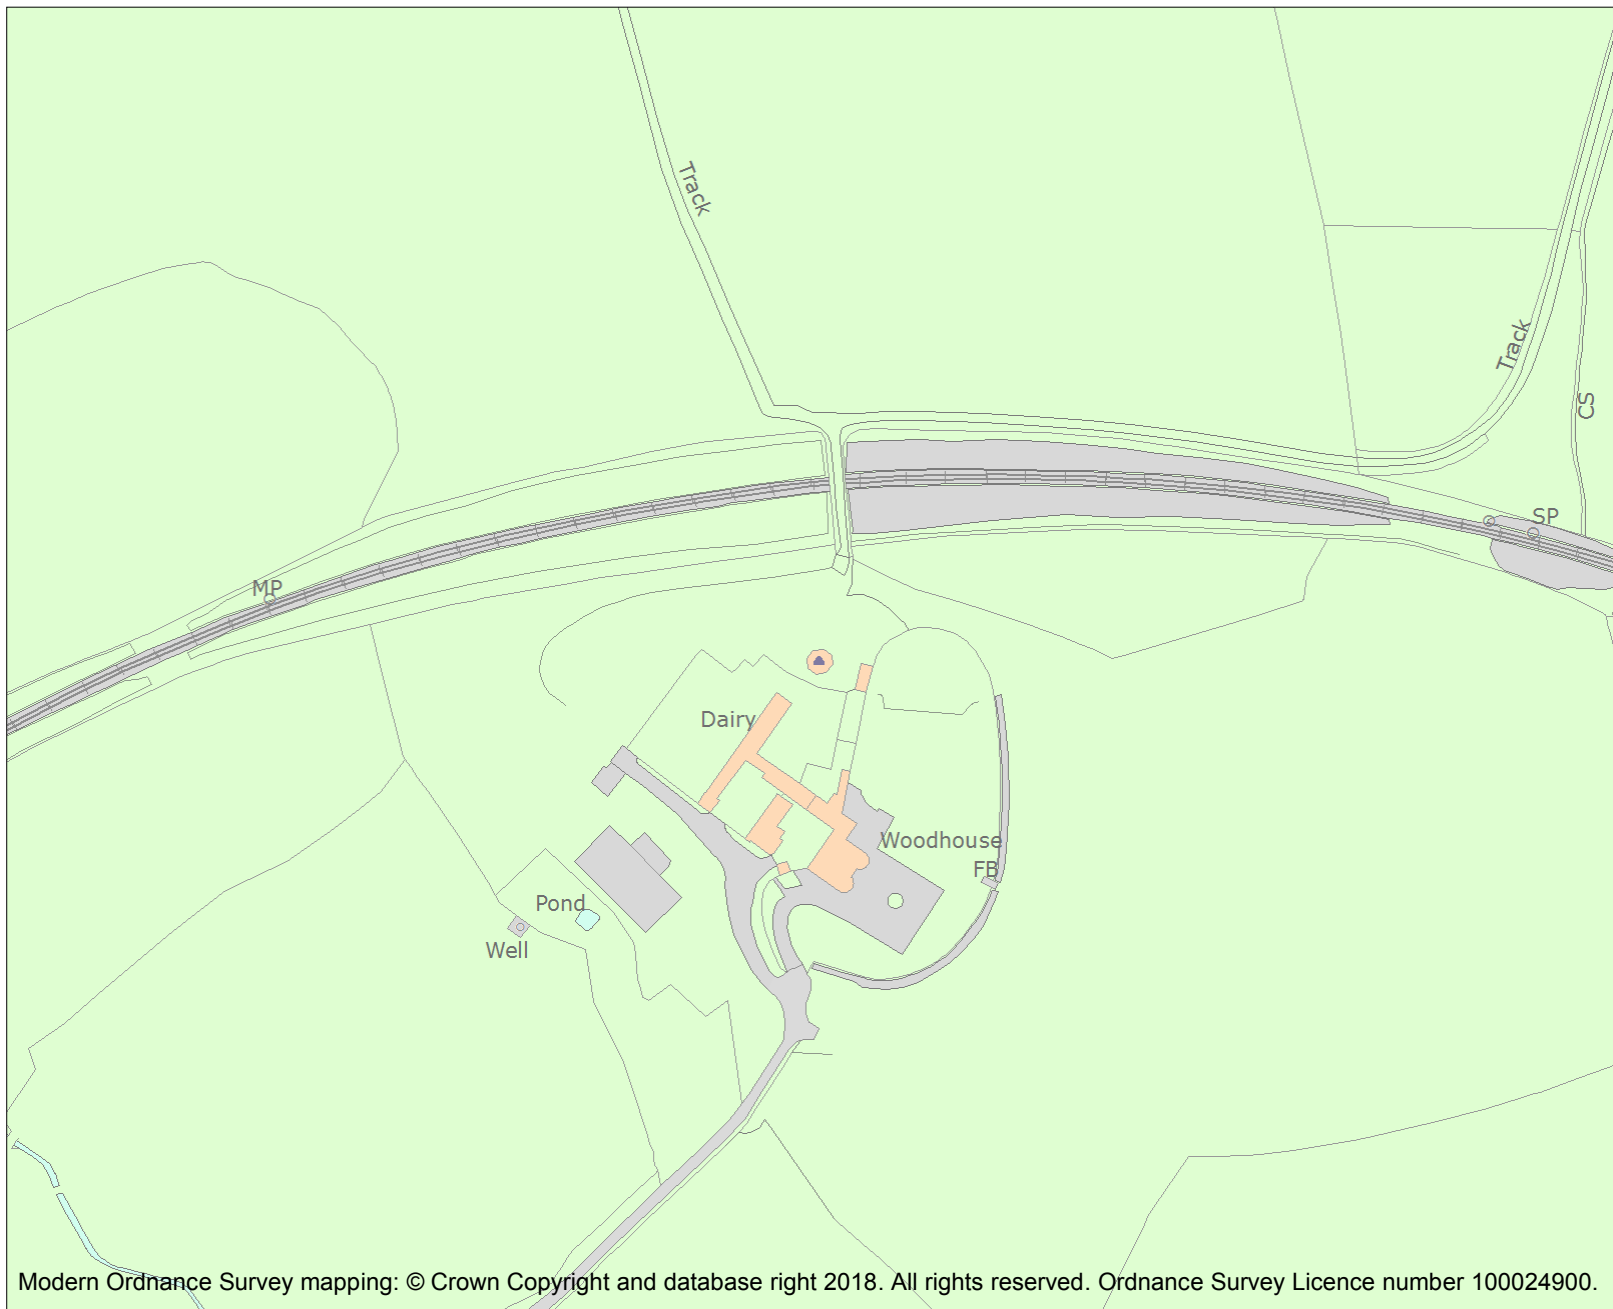 Track
Track
CS
SP
MP
Dairy
Woodhouse
FB
Pond
Well
Modern Ordnance Survey mapping: © Crown Copyright and database right 2018. All rights reserved. Ordnance Survey Licence number 100024900.